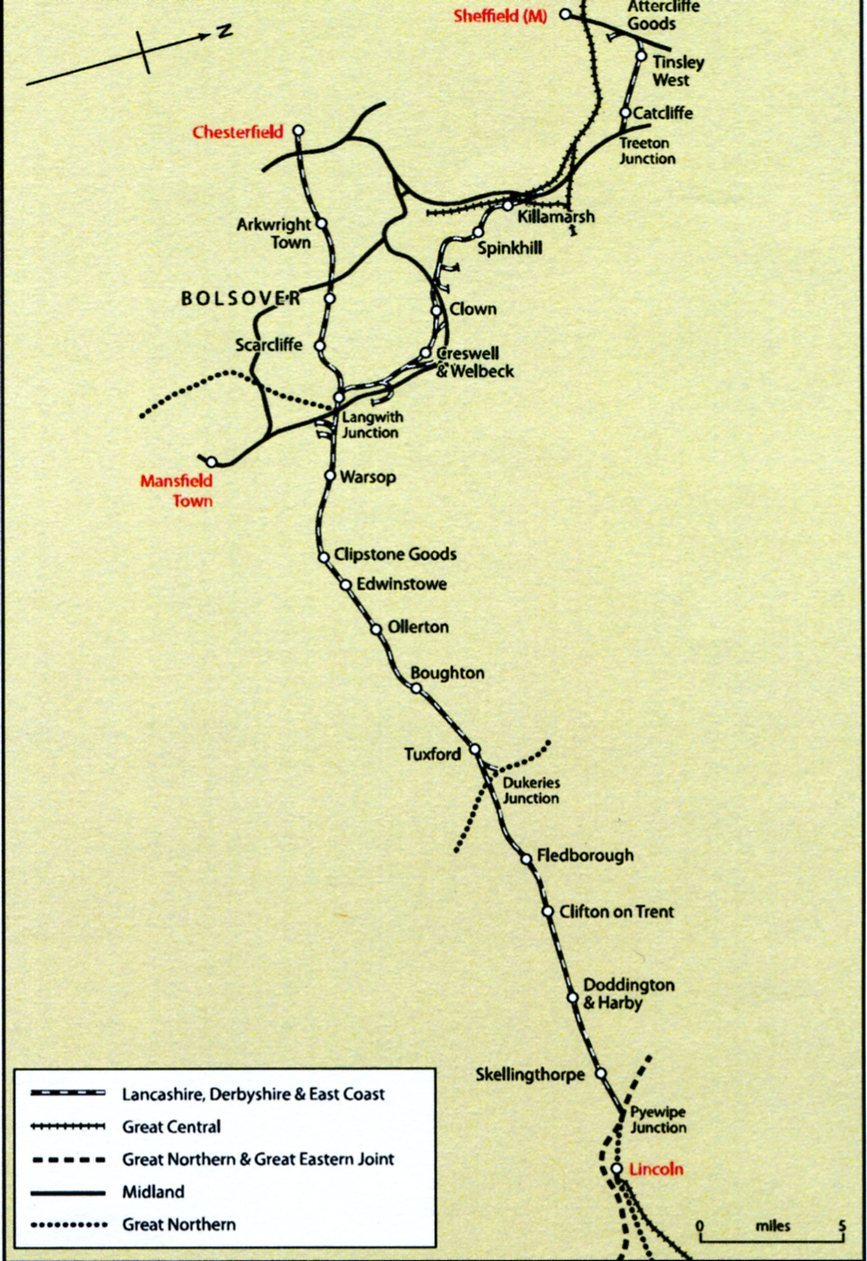 Sheffield (M)
Attercliffe
Goods
N
Tinsley
West
Catcliffe
Chesterfield
Treeton
Junction
Killamarsh
Arkwright
Town
Spinkhill
BOLSOVER
Clown
Scarcliffe
Creswell
& Welbeck
Langwith
Junction
Mansfield
Town
Warsop
Clipstone Goods
Edwinstowe
Ollerton
Boughton
Tuxford
Dukeries
Junction
Fledborough
Clifton on Trent
Doddington
& Harby
Skellingthorpe
Pyewipe
Junction
Lincoln
Lancashire, Derbyshire & East Coast
Great Central
Great Northern & Great Eastern Joint
Midland
Great Northern
0 miles 5